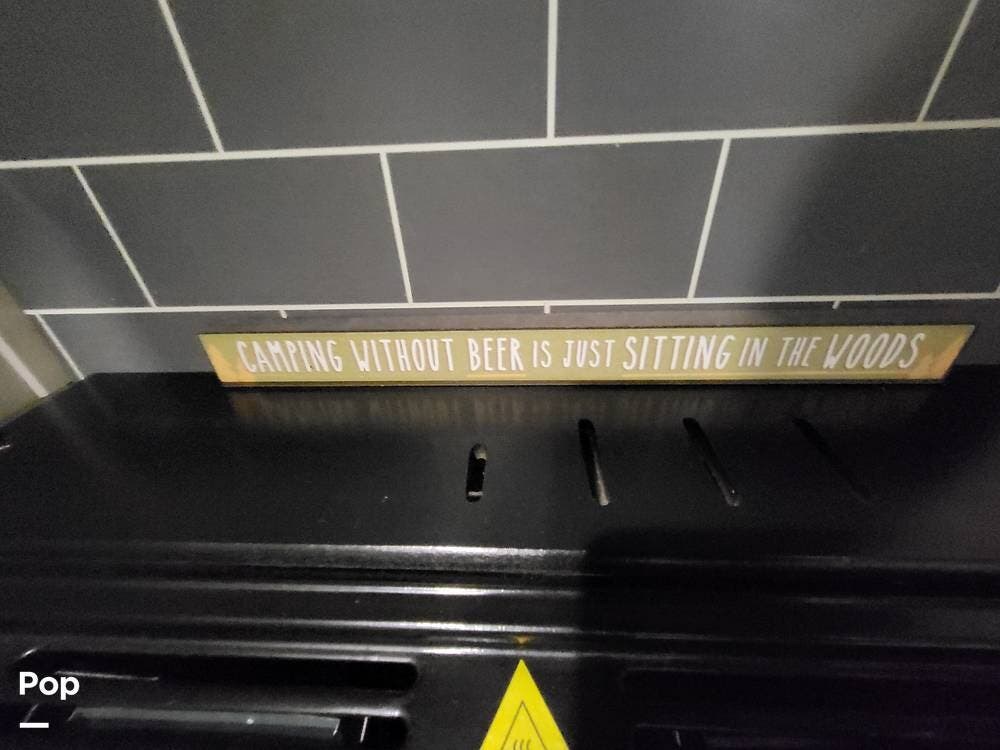 CAMPING WITHOUT BEER IS JUST SITTING IN THE WOODS
Pop